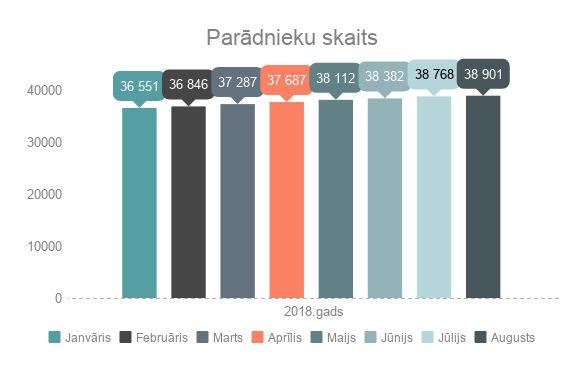 Parādnieku skaits
36 551 36 846 37 287 37 687 38 112 38 382 38 768 38 901
40000
30000
20000
10000
0
2018.gads
Janvāris Februāris Marts Aprīlis Maijs Jūnijs Jūlijs Augusts